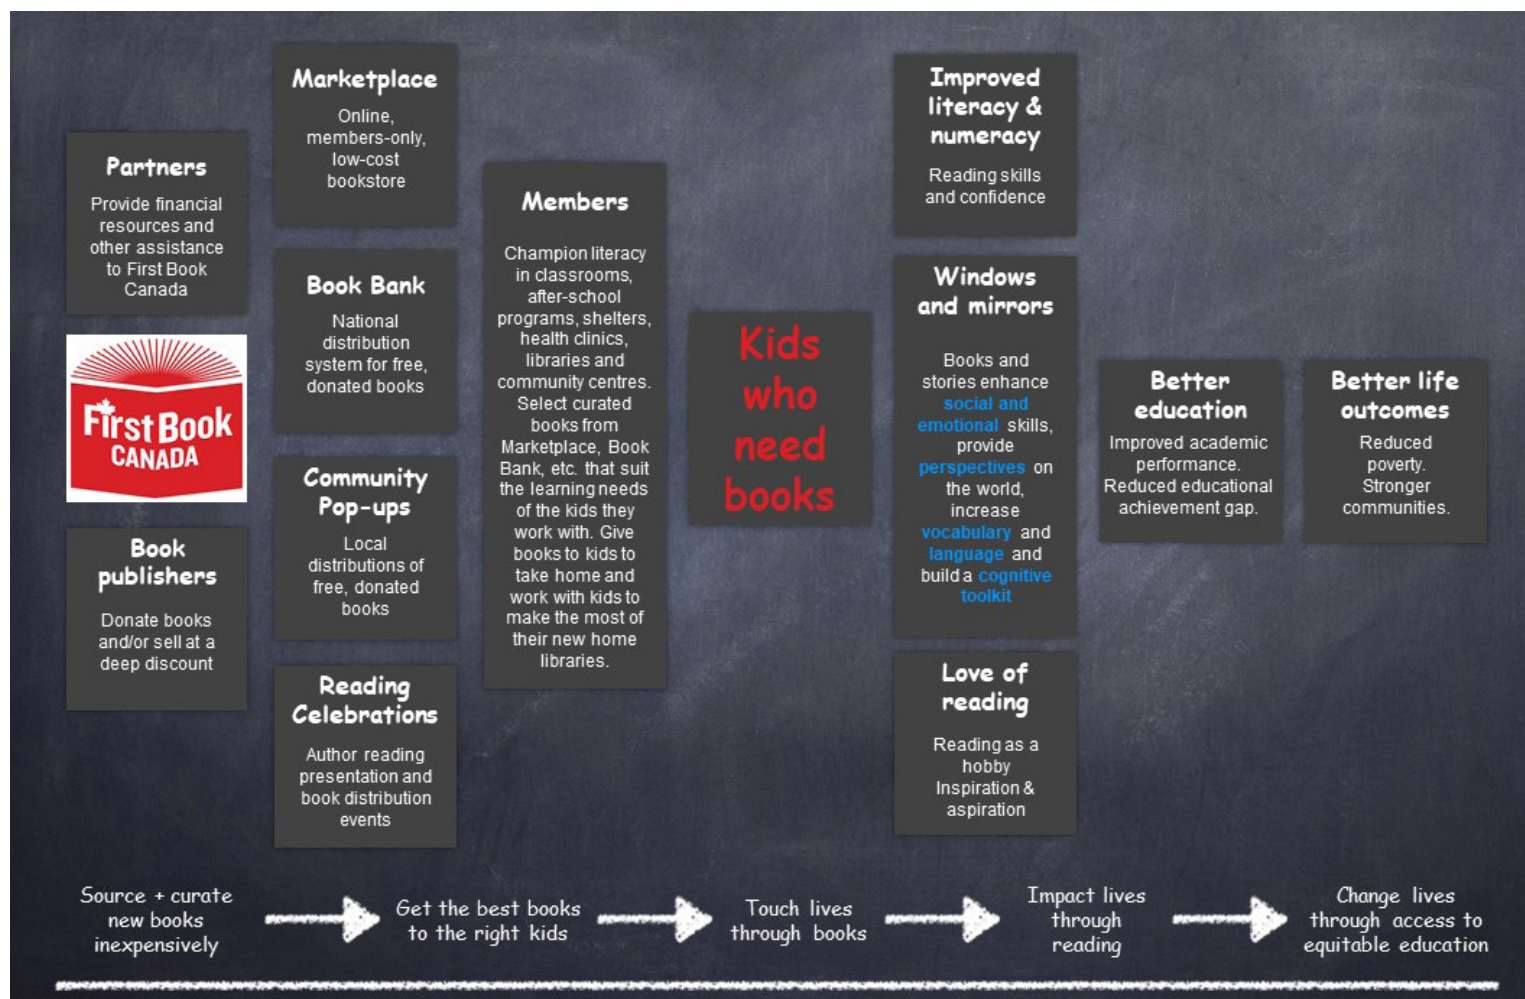 Partners
Provide financial
resources and
other assistance
to First Book
Canada
First Book
CANADA
Book
publishers
Donate books
and/or sell at a
deep discount
Marketplace
Online,
members-only,
low-cost
bookstore
Book Bank
National
distribution
system for free,
donated books
Community
Pop-ups
Local
distributions of
free, donated
books
Reading
Celebrations
Author reading
presentation and
book distribution
events
Members
Champion literacy
in classrooms,
after-school
programs, shelters,
health clinics,
libraries and
community centres.
Select curated
books from
Marketplace, Book
Bank, etc. that suit
the learning needs
of the kids they
work with. Give
books to kids to
take home and
work with kids to
make the most of
their new home
libraries.
Kids
who
need
books
Improved
literacy &
numeracy
Reading skills
and confidence
Windows
and mirrors
Books and
stories enhance
social and
emotional skills,
provide
perspectives on
the world,
increase
vocabulary and
language and
build a cognitive
toolkit
Love of
reading
Reading as a
hobby
Inspiration &
aspiration
Better
education
Improved academic
performance.
Reduced educational
achievement gap.
Better life
outcomes
Reduced
poverty.
Stronger
communities.
Source + curate
new books
inexpensively
Get the best books
to the right kids
Touch lives
through books
Impact lives
through
reading
Change lives
through access to
equitable education